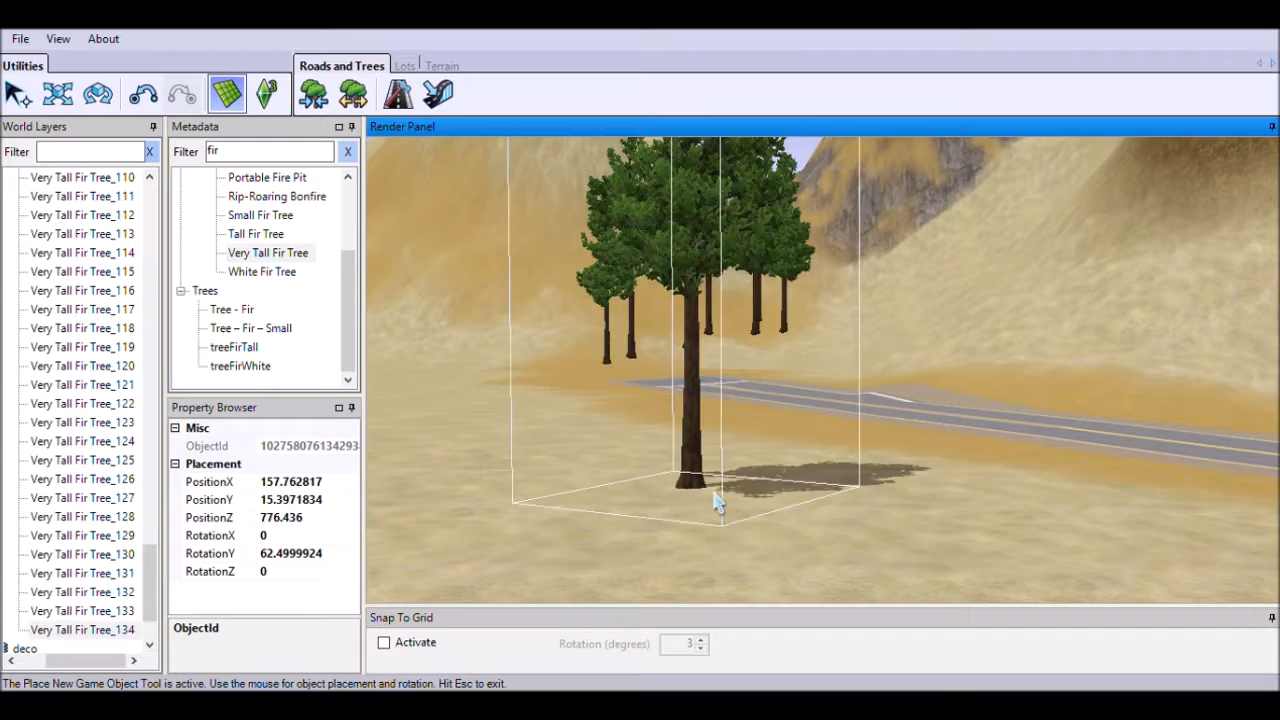 File View About
Utilities
Roads and Trees Lots Terrain
World Layers
Filter X
Very Tall Fir Tree_110
Very Tall Fir Tree_111
Very Tall Fir Tree_112
Very Tall Fir Tree_113
Very Tall Fir Tree_114
Very Tall Fir Tree_115
Very Tall Fir Tree_116
Very Tall Fir Tree_117
Very Tall Fir Tree_118
Very Tall Fir Tree_119
Very Tall Fir Tree_120
Very Tall Fir Tree_121
Very Tall Fir Tree_122
Very Tall Fir Tree_123
Very Tall Fir Tree_124
Very Tall Fir Tree_125
Very Tall Fir Tree_126
Very Tall Fir Tree_127
Very Tall Fir Tree_128
Very Tall Fir Tree_129
Very Tall Fir Tree_130
Very Tall Fir Tree_131
Very Tall Fir Tree_132
Very Tall Fir Tree_133
Very Tall Fir Tree_134
deco
Metadata
Filter fir X
Portable Fire Pit
Rip-Roaring Bonfire
Small Fir Tree
Tall Fir Tree
Very Tall Fir Tree
White Fir Tree
Trees
Tree - Fir
Tree – Fir – Small
treeFirTall
treeFirWhite
Property Browser
Misc
ObjectId 102758076134293
Placement
PositionX 157.762817
PositionY 15.3971834
PositionZ 776.436
RotationX 0
RotationY 62.4999924
RotationZ 0
ObjectId
Render Panel
Snap To Grid
Activate Rotation (degrees) 3
The Place New Game Object Tool is active. Use the mouse for object placement and rotation. Hit Esc to exit.